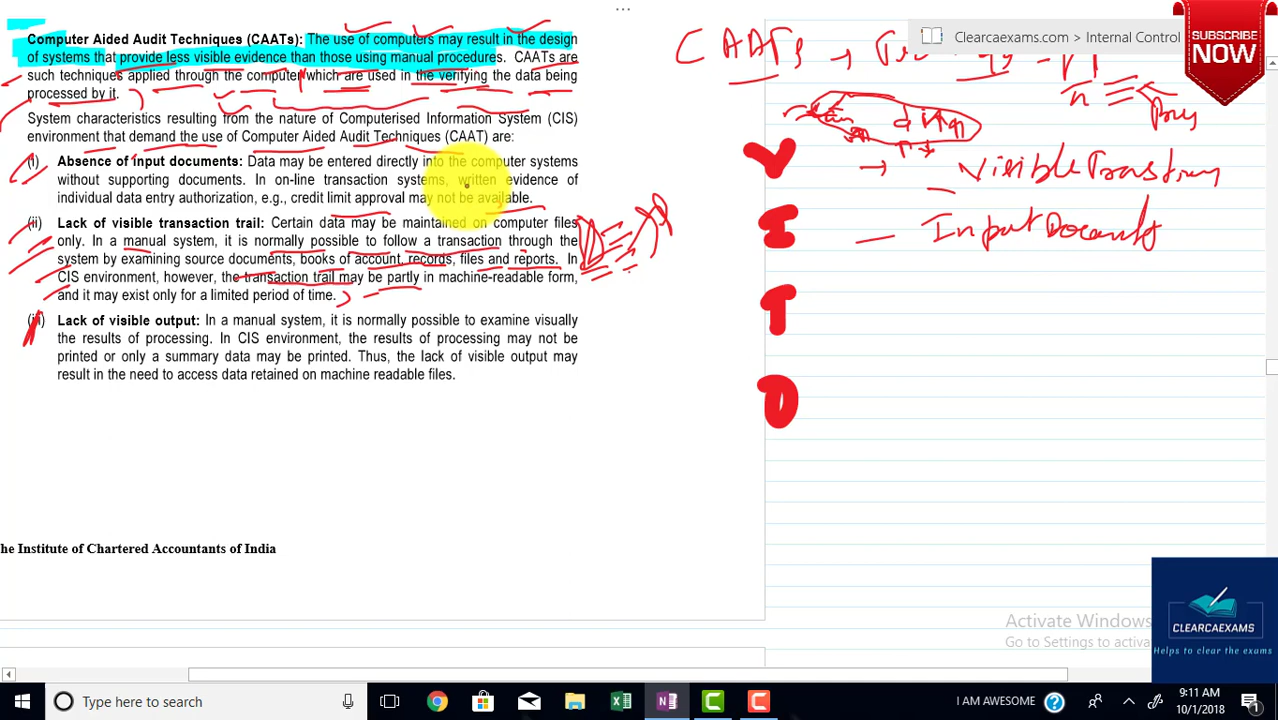 Computer Aided Audit Techniques (CAATs): The use of computers may result in the design
of systems that provide less visible evidence than those using manual procedures. CAATs are
such techniques applied through the computer which are used in the verifying the data being
processed by it.
System characteristics resulting from the nature of Computerised Information System (CIS)
environment that demand the use of Computer Aided Audit Techniques (CAAT) are:
(i) Absence of input documents: Data may be entered directly into the computer systems
without supporting documents. In on-line transaction systems, written evidence of
individual data entry authorization, e.g., credit limit approval may not be available.
(ii) Lack of visible transaction trail: Certain data may be maintained on computer files
only. In a manual system, it is normally possible to follow a transaction through the
system by examining source documents, books of account, records, files and reports. In
CIS environment, however, the transaction trail may be partly in machine-readable form,
and it may exist only for a limited period of time.
(iii) Lack of visible output: In a manual system, it is normally possible to examine visually
the results of processing. In CIS environment, the results of processing may not be
printed or only a summary data may be printed. Thus, the lack of visible output may
result in the need to access data retained on machine readable files.
he Institute of Chartered Accountants of India
CAATs
Clearcaexams.com | Internal Control
SUBSCRIBE
NOW
V
I
T
O
Visible
Input
Activate Windows
Go to Settings to activa
CLEARCAEXAMS
Helps to clear the exams
Type here to search
I AM AWESOME
9:11 AM
10/1/2018